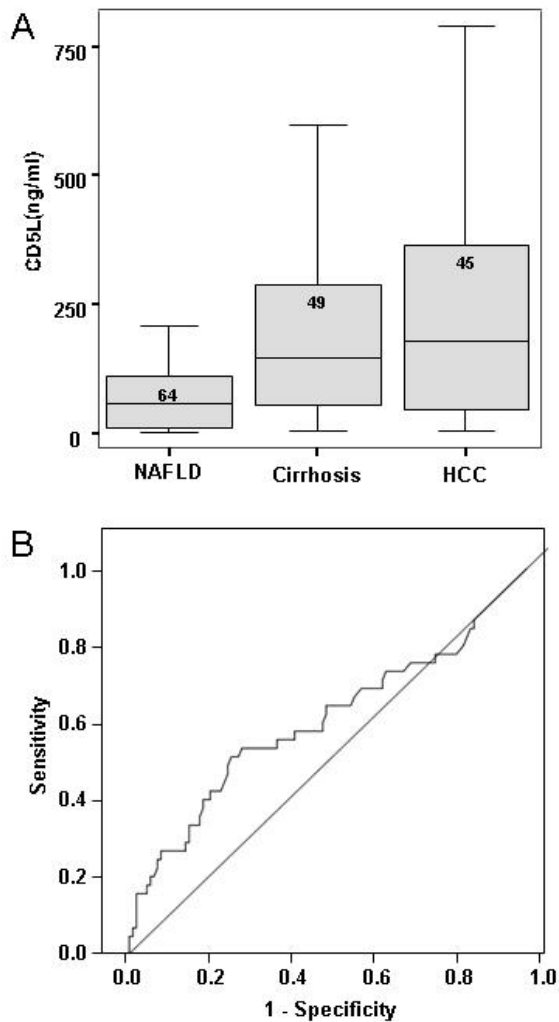 A
CD5L(ng/ml)
750
500
250
0
64
49
45
NAFLD Cirrhosis HCC
B
Sensitivity
1.0
0.8
0.6
0.4
0.2
0.0
0.0 0.2 0.4 0.6 0.8 1.0
1 - Specificity